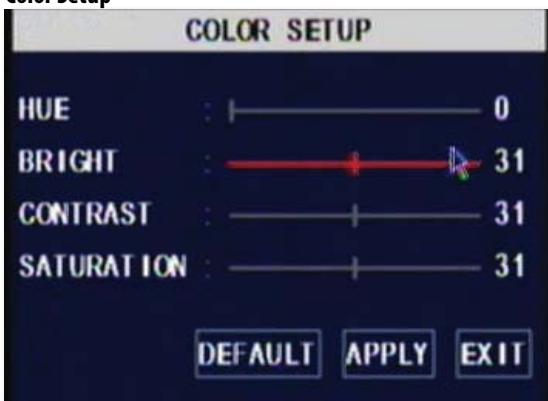 Color Setup
COLOR SETUP
HUE : 0
BRIGHT : 31
CONTRAST : 31
SATURATION : 31
DEFAULT APPLY EXIT